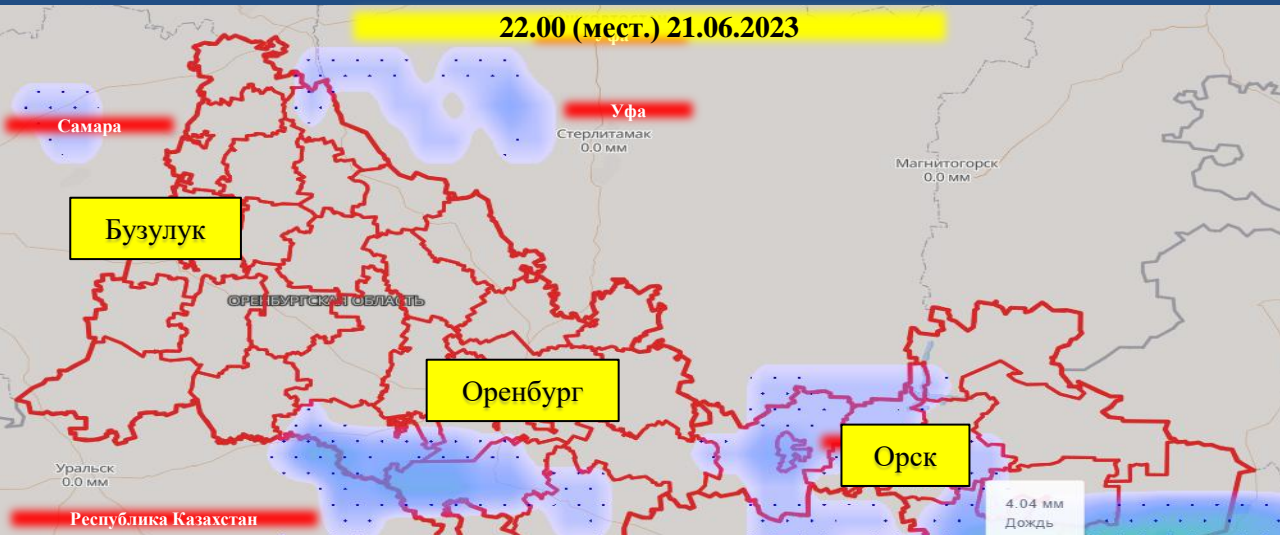 22.00 (мест.) 21.06.2023
Самара
Уфа
Стерлитамак
0.0 мм
Магнитогорск
0.0 мм
Бузулук
ОРЕНБУРГСКАЯ ОБЛАСТЬ
Оренбург
Орск
Уральск
0.0 мм
Республика Казахстан
4.04 мм
Дождь